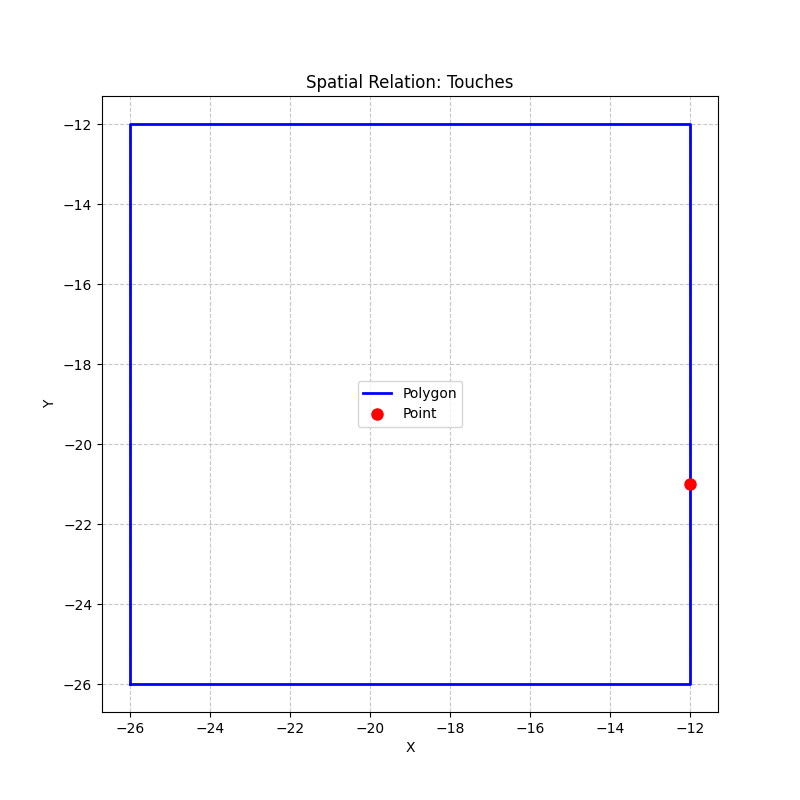 Spatial Relation: Touches
Y
−12
−14
−16
−18
−20
−22
−24
−26
Polygon
Point
−26 −24 −22 −20 −18 −16 −14 −12
X